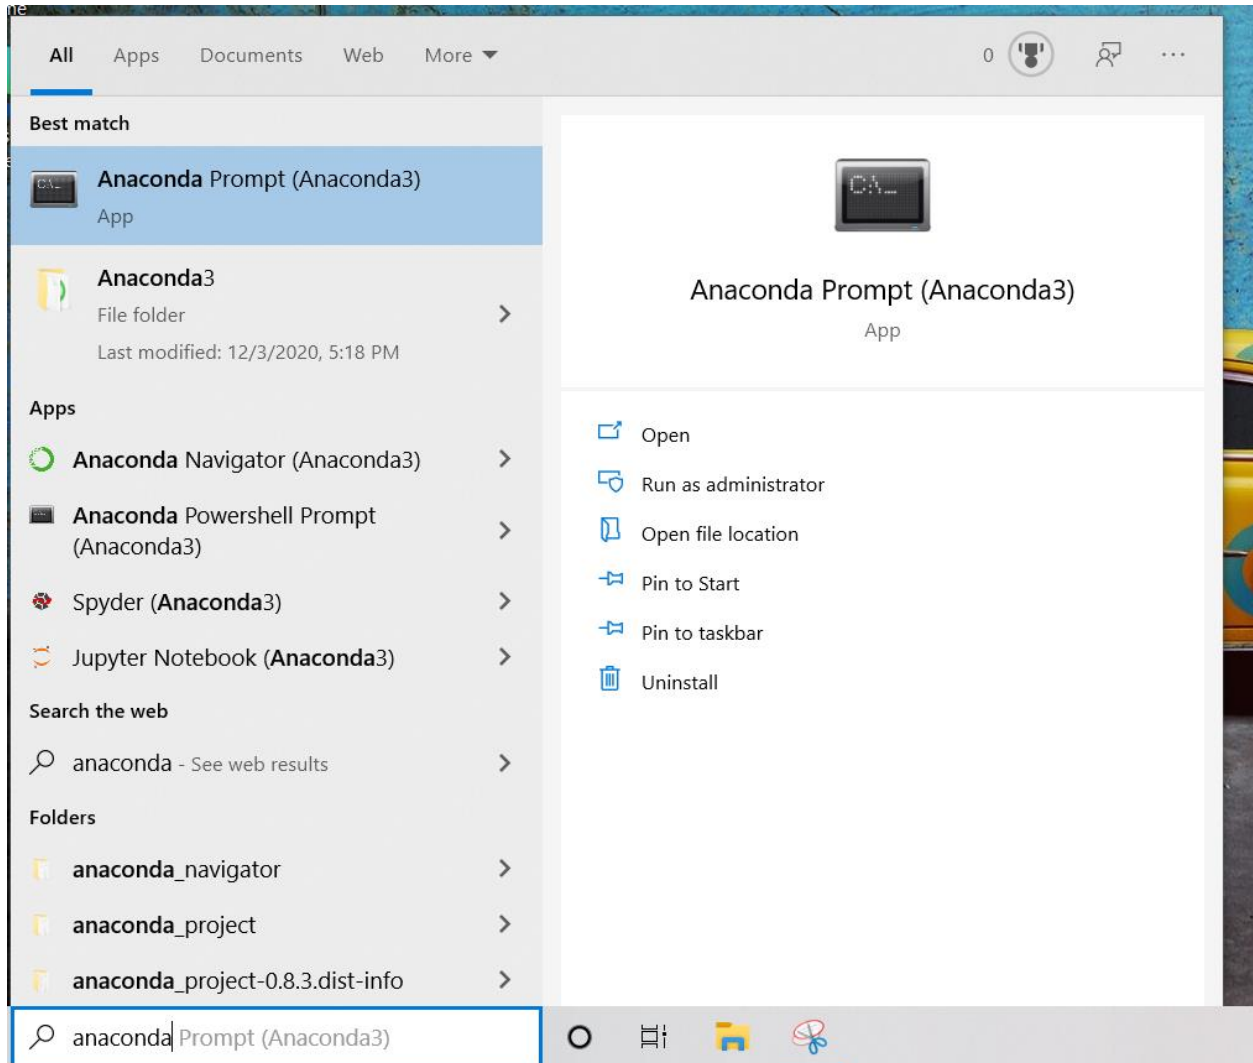 All Apps Documents Web More 0 ...
Best match
Anaconda Prompt (Anaconda3)
App
Anaconda3
File folder
Last modified: 12/3/2020, 5:18 PM
Apps
Anaconda Navigator (Anaconda3)
Anaconda Powershell Prompt
(Anaconda3)
Spyder (Anaconda3)
Jupyter Notebook (Anaconda3)
Search the web
anaconda - See web results
Folders
anaconda_navigator
anaconda_project
anaconda_project-0.8.3.dist-info
anaconda Prompt (Anaconda3)
C:\_
Anaconda Prompt (Anaconda3)
App
Open
Run as administrator
Open file location
Pin to Start
Pin to taskbar
Uninstall